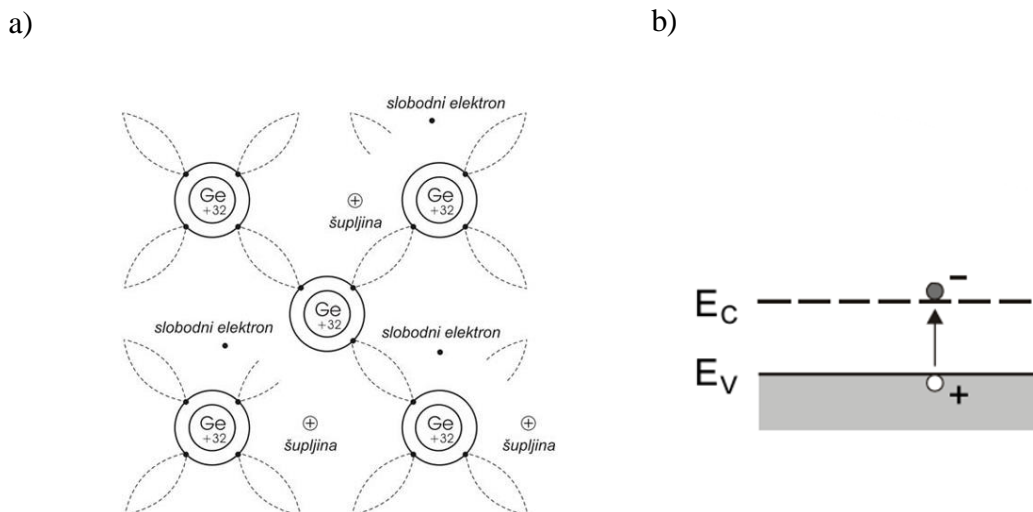 a)
b)
slobodni elektron
Ge
+32
Ge
+32
⊕
šupljina
Ge
+32
slobodni elektron
slobodni elektron
Ge
+32
⊕
šupljina
Ge
+32
⊕
šupljina
E_C
−
E_V
+